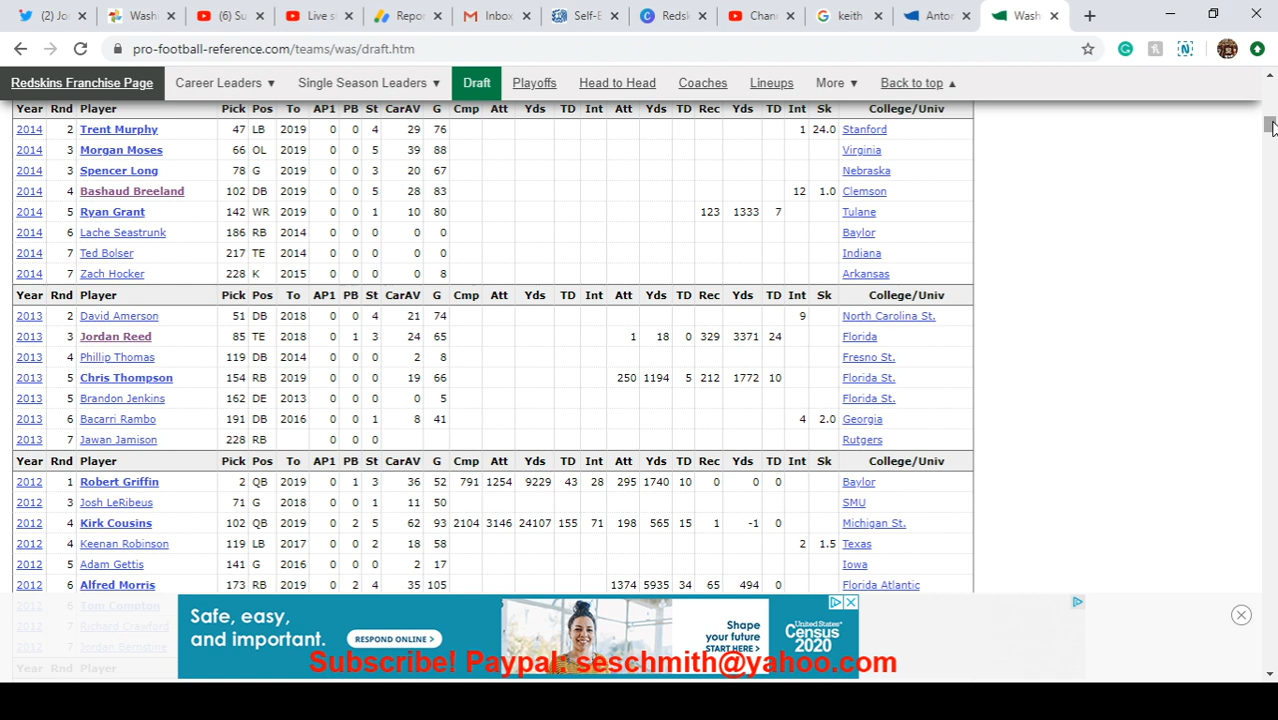 (2) Jo
Wash
(6) Su
Live s
Repor
Inbox
Self-E
Redsk
Chann
keith
Anton
Wash
pro-football-reference.com/teams/was/draft.htm
Redskins Franchise Page Career Leaders ▼ Single Season Leaders ▼ Draft Playoffs Head to Head Coaches Lineups More ▼ Back to top ▲
Year Rnd Player Pick Pos To AP1 PB St CarAV G Cmp Att Yds TD Int Att Yds TD Rec Yds TD Int Sk College/Univ
2014 2 Trent Murphy 47 LB 2019 0 0 4 29 76 1 24.0 Stanford
2014 3 Morgan Moses 66 OL 2019 0 0 5 39 88 Virginia
2014 3 Spencer Long 78 G 2019 0 0 3 20 67 Nebraska
2014 4 Bashaud Breeland 102 DB 2019 0 0 5 28 83 12 1.0 Clemson
2014 5 Ryan Grant 142 WR 2019 0 0 1 10 80 123 1333 7 Tulane
2014 6 Lache Seastrunk 186 RB 2014 0 0 0 0 0 Baylor
2014 7 Ted Bolser 217 TE 2014 0 0 0 0 0 Indiana
2014 7 Zach Hocker 228 K 2015 0 0 0 0 8 Arkansas
Year Rnd Player Pick Pos To AP1 PB St CarAV G Cmp Att Yds TD Int Att Yds TD Rec Yds TD Int Sk College/Univ
2013 2 David Amerson 51 DB 2018 0 0 4 21 74 9 North Carolina St.
2013 3 Jordan Reed 85 TE 2018 0 1 3 24 65 1 18 0 329 3371 24 Florida
2013 4 Phillip Thomas 119 DB 2014 0 0 0 2 8 Fresno St.
2013 5 Chris Thompson 154 RB 2019 0 0 0 19 66 250 1194 5 212 1772 10 Florida St.
2013 5 Brandon Jenkins 162 DE 2013 0 0 0 0 5 Florida St.
2013 6 Bacarri Rambo 191 DB 2016 0 0 1 8 41 4 2.0 Georgia
2013 7 Jawan Jamison 228 RB 0 0 0 Rutgers
Year Rnd Player Pick Pos To AP1 PB St CarAV G Cmp Att Yds TD Int Att Yds TD Rec Yds TD Int Sk College/Univ
2012 1 Robert Griffin 2 QB 2019 0 1 3 36 52 791 1254 9229 43 28 295 1740 10 0 0 0 Baylor
2012 3 Josh LeRibeus 71 G 2018 0 0 1 11 50 SMU
2012 4 Kirk Cousins 102 QB 2019 0 2 5 62 93 2104 3146 24107 155 71 198 565 15 1 -1 0 Michigan St.
2012 4 Keenan Robinson 119 LB 2017 0 0 2 18 58 2 1.5 Texas
2012 5 Adam Gettis 141 G 2016 0 0 0 2 17 Iowa
2012 6 Alfred Morris 173 RB 2019 0 2 4 35 105 1374 5935 34 65 494 0 Florida Atlantic
2012 6 Tom Compton
2012 7 Richard Crawford
2012 7 Jordan Bernstine
Year Rnd Player
Safe, easy,
and important.
RESPOND ONLINE >
Shape
your future
START HERE >
United States
Census
2020
Subscribe! Paypal: seschmith@yahoo.com